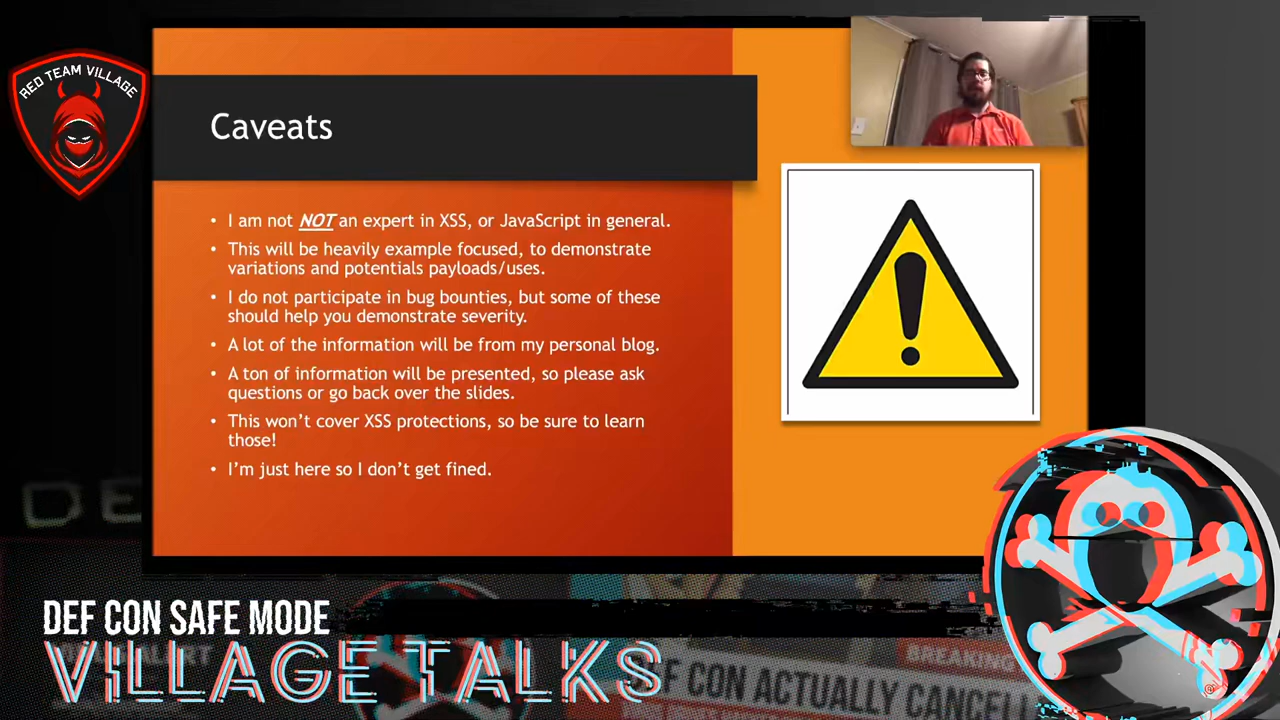 RED TEAM VILLAGE
Caveats
• I am not NOT an expert in XSS, or JavaScript in general.
• This will be heavily example focused, to demonstrate
variations and potentials payloads/uses.
• I do not participate in bug bounties, but some of these
should help you demonstrate severity.
• A lot of the information will be from my personal blog.
• A ton of information will be presented, so please ask
questions or go back over the slides.
• This won't cover XSS protections, so be sure to learn
those!
• I'm just here so I don't get fined.
DE
DEF CON SAFE MODE
VILLAGE TALKS
BREAKING
F CON ACTUALLY CANCELL